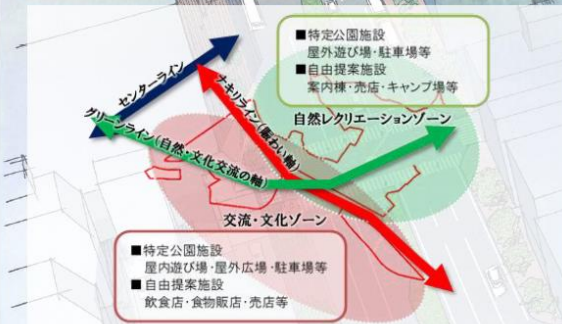 ■特定公園施設
屋外遊び場・駐車場等
■自由提案施設
案内棟・売店・キャンプ場等
センターライン
ナキリライン(賑わい軸)
自然レクリエーションゾーン
グリーンライン(自然・文化交流の軸)
交流・文化ゾーン
■特定公園施設
屋内遊び場・屋外広場・駐車場等
■自由提案施設
飲食店・食物販店・売店等